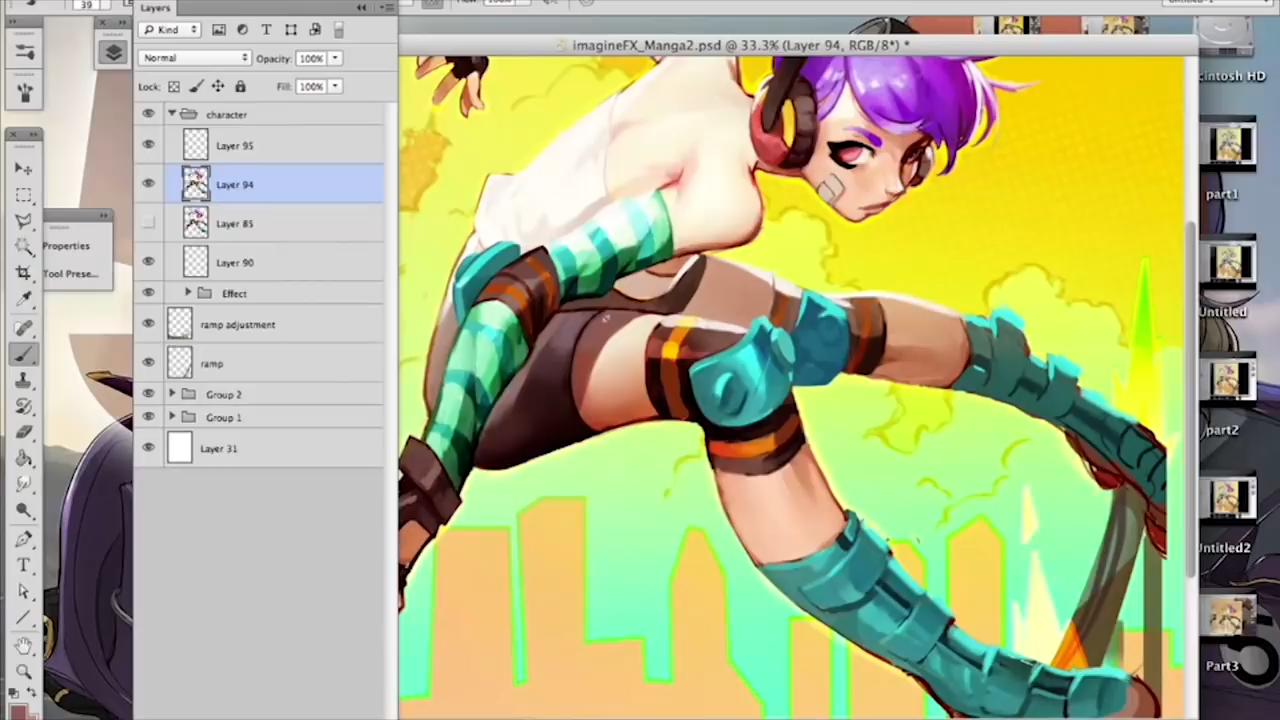 39
Layers
Kind
Normal
Opacity: 100%
Lock:
Fill: 100%
character
Layer 95
Layer 94
Layer 85
Layer 90
Effect
ramp adjustment
ramp
Group 2
Group 1
Layer 31
Properties
Tool Prese...
imagineFX_Manga2.psd @ 33.3% (Layer 94, RGB/8*) *
cintosh HD
part1
Untitled
part2
Untitled2
Part3